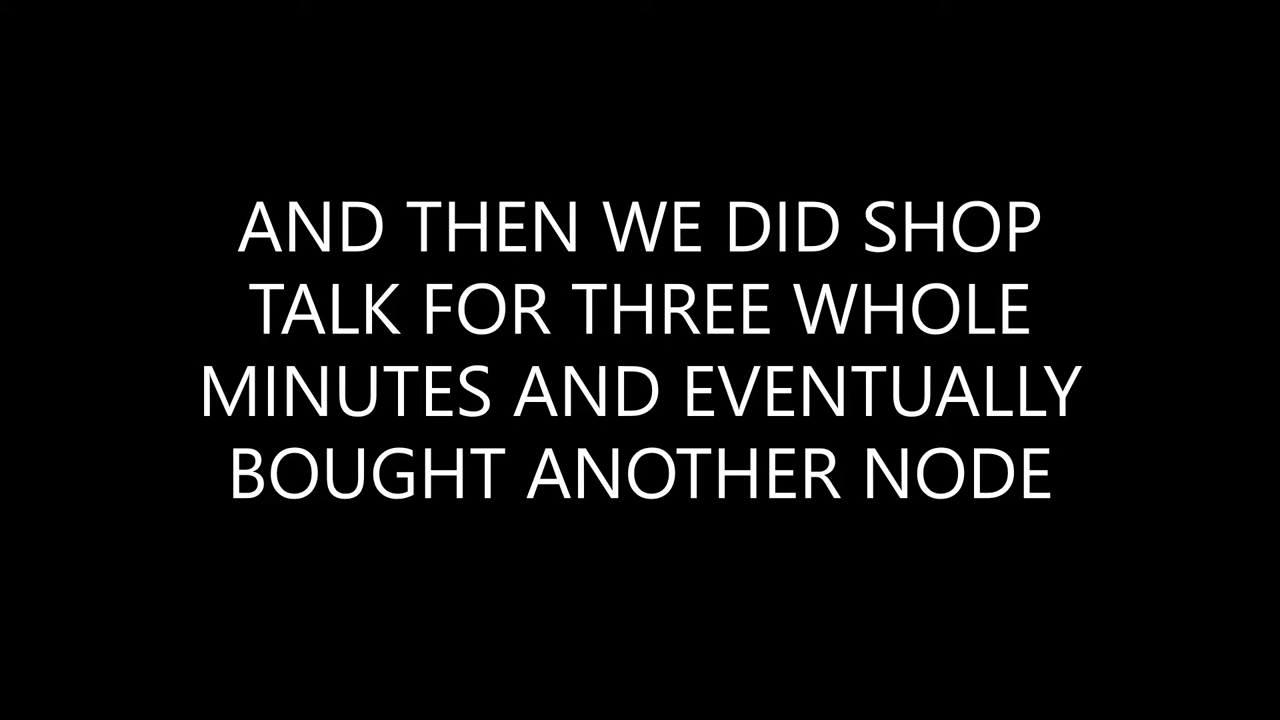 AND THEN WE DID SHOP
TALK FOR THREE WHOLE
MINUTES AND EVENTUALLY
BOUGHT ANOTHER NODE